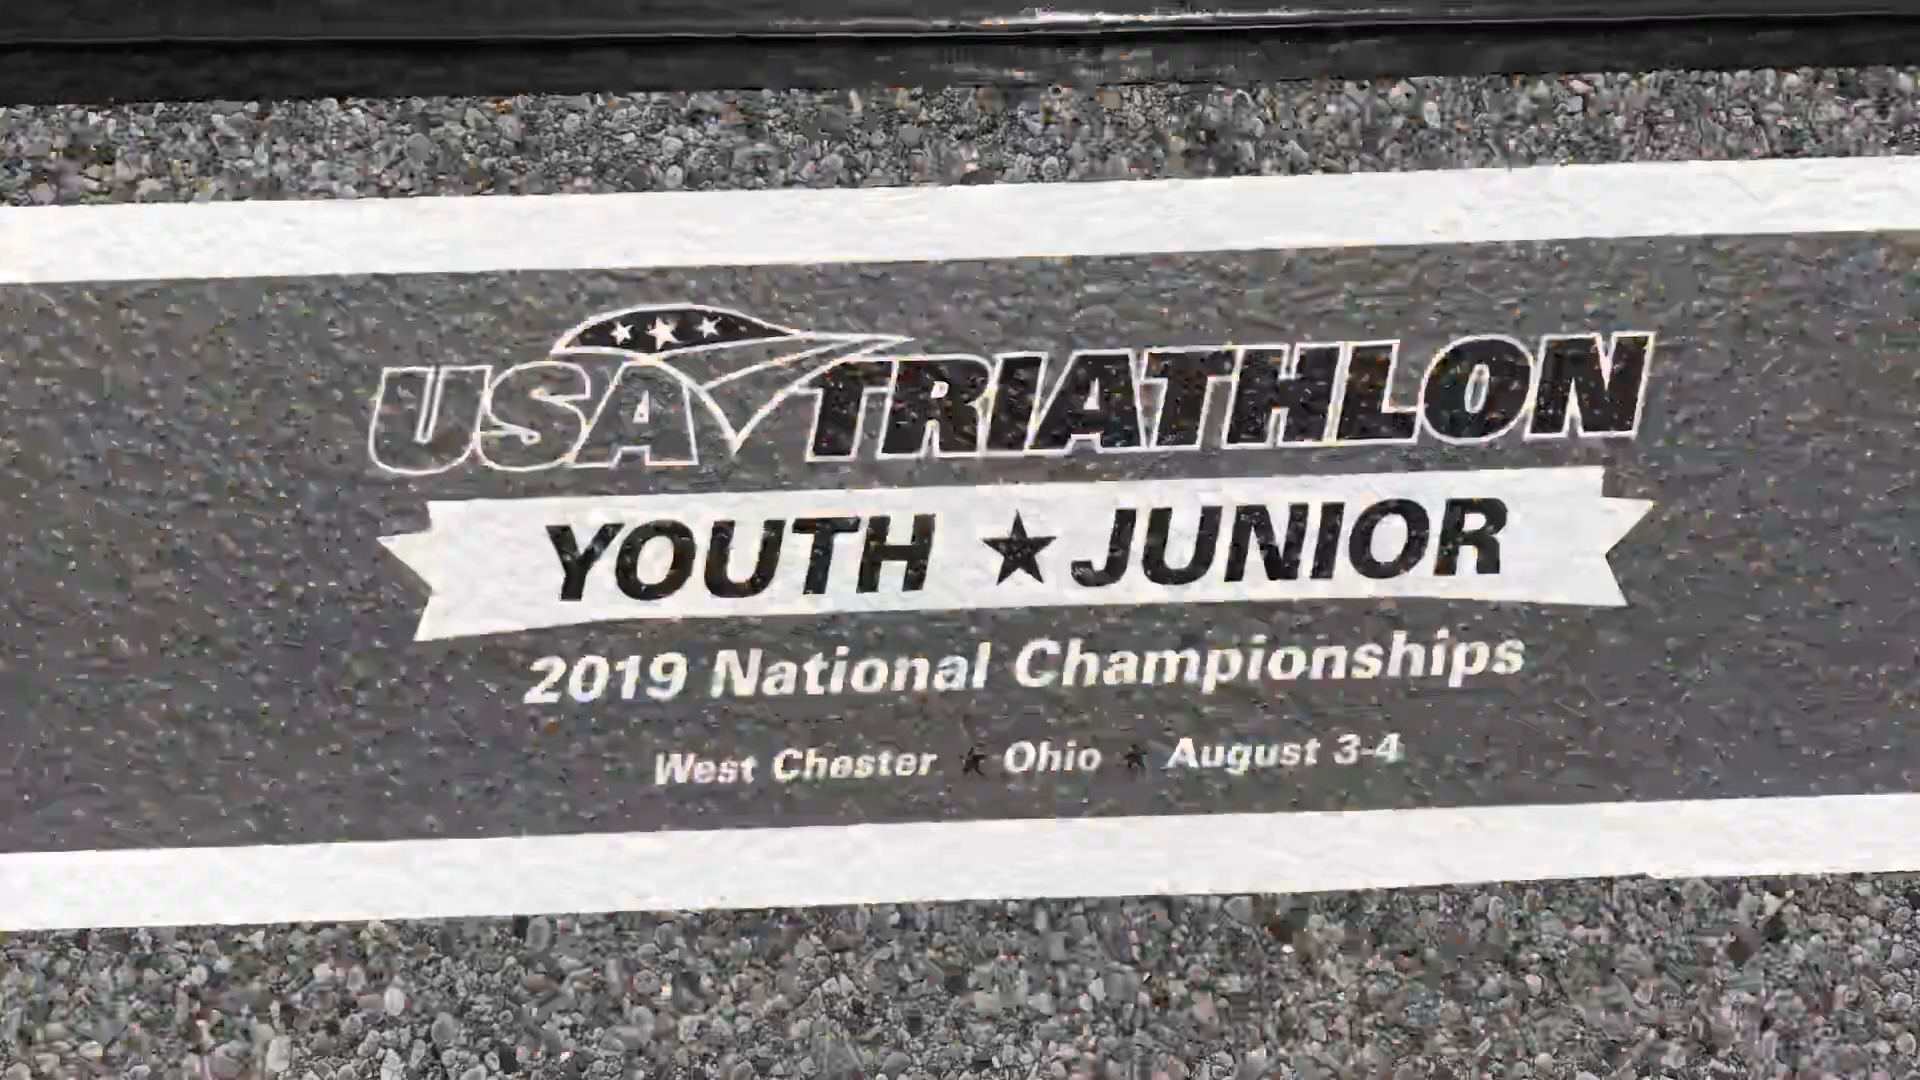 USA TRIATHLON
YOUTH ★ JUNIOR
2019 National Championships
West Chester ★ Ohio ★ August 3-4